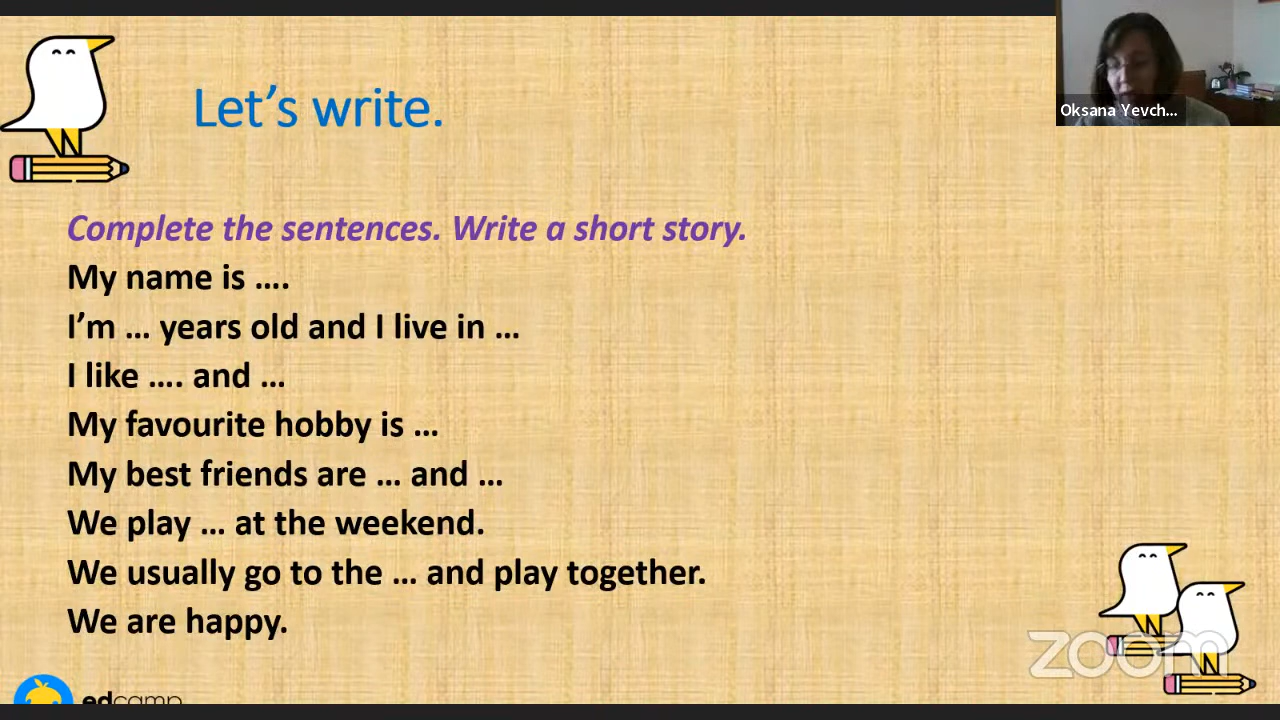 Let's write.
Oksana Yevch...
Complete the sentences. Write a short story.
My name is ....
I'm ... years old and I live in ...
I like .... and ...
My favourite hobby is ...
My best friends are ... and ...
We play ... at the weekend.
We usually go to the ... and play together.
We are happy.
zoom
edcamp